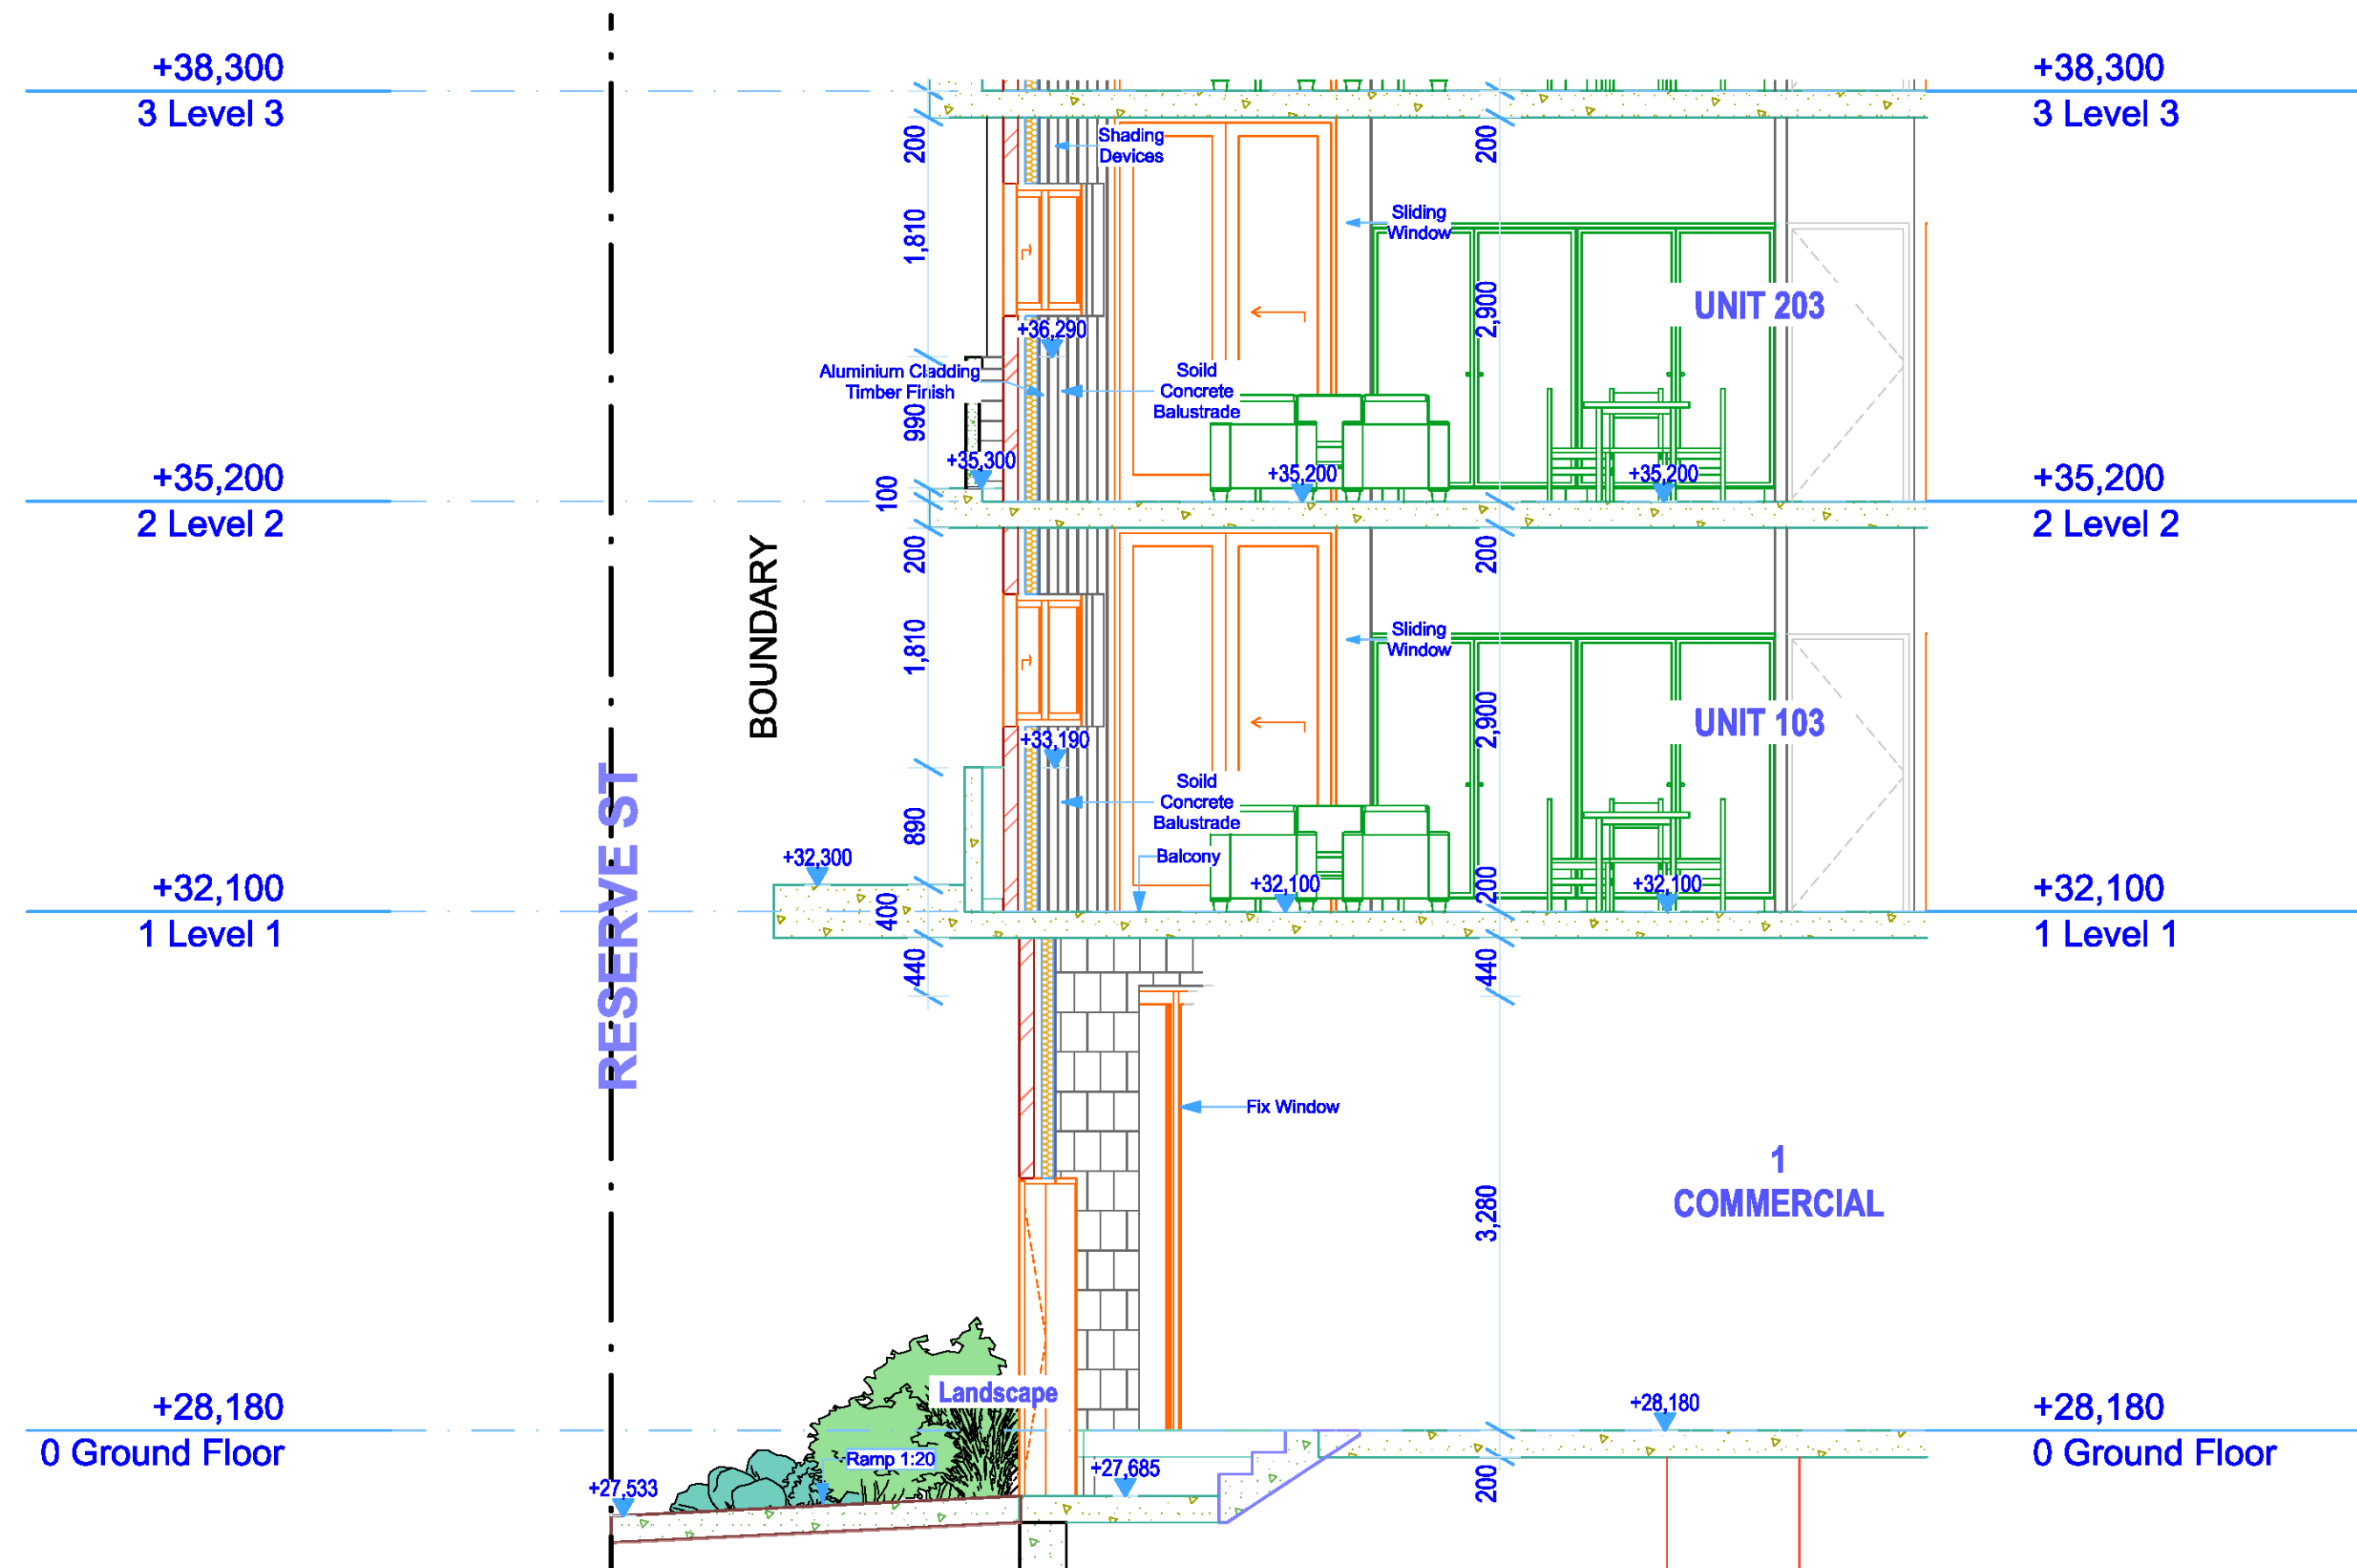 +38,300
3 Level 3
+38,300
3 Level 3
200
200
Shading
Devices
1,810
Sliding
Window
2,900
UNIT 203
+36,290
Aluminium Cladding
Timber Finish
Soild
Concrete
Balustrade
990
+35,300
+35,200
+35,200
+35,200
2 Level 2
100
+35,200
2 Level 2
200
200
BOUNDARY
1,810
Sliding
Window
2,900
UNIT 103
+33,190
RESERVE ST
Soild
Concrete
Balustrade
890
Balcony
+32,300
200
+32,100
+32,100
+32,100
1 Level 1
400
+32,100
1 Level 1
440
440
Fix Window
1
COMMERCIAL
3,280
Landscape
+28,180
+28,180
0 Ground Floor
+28,180
0 Ground Floor
Ramp 1:20
+27,685
+27,533
200